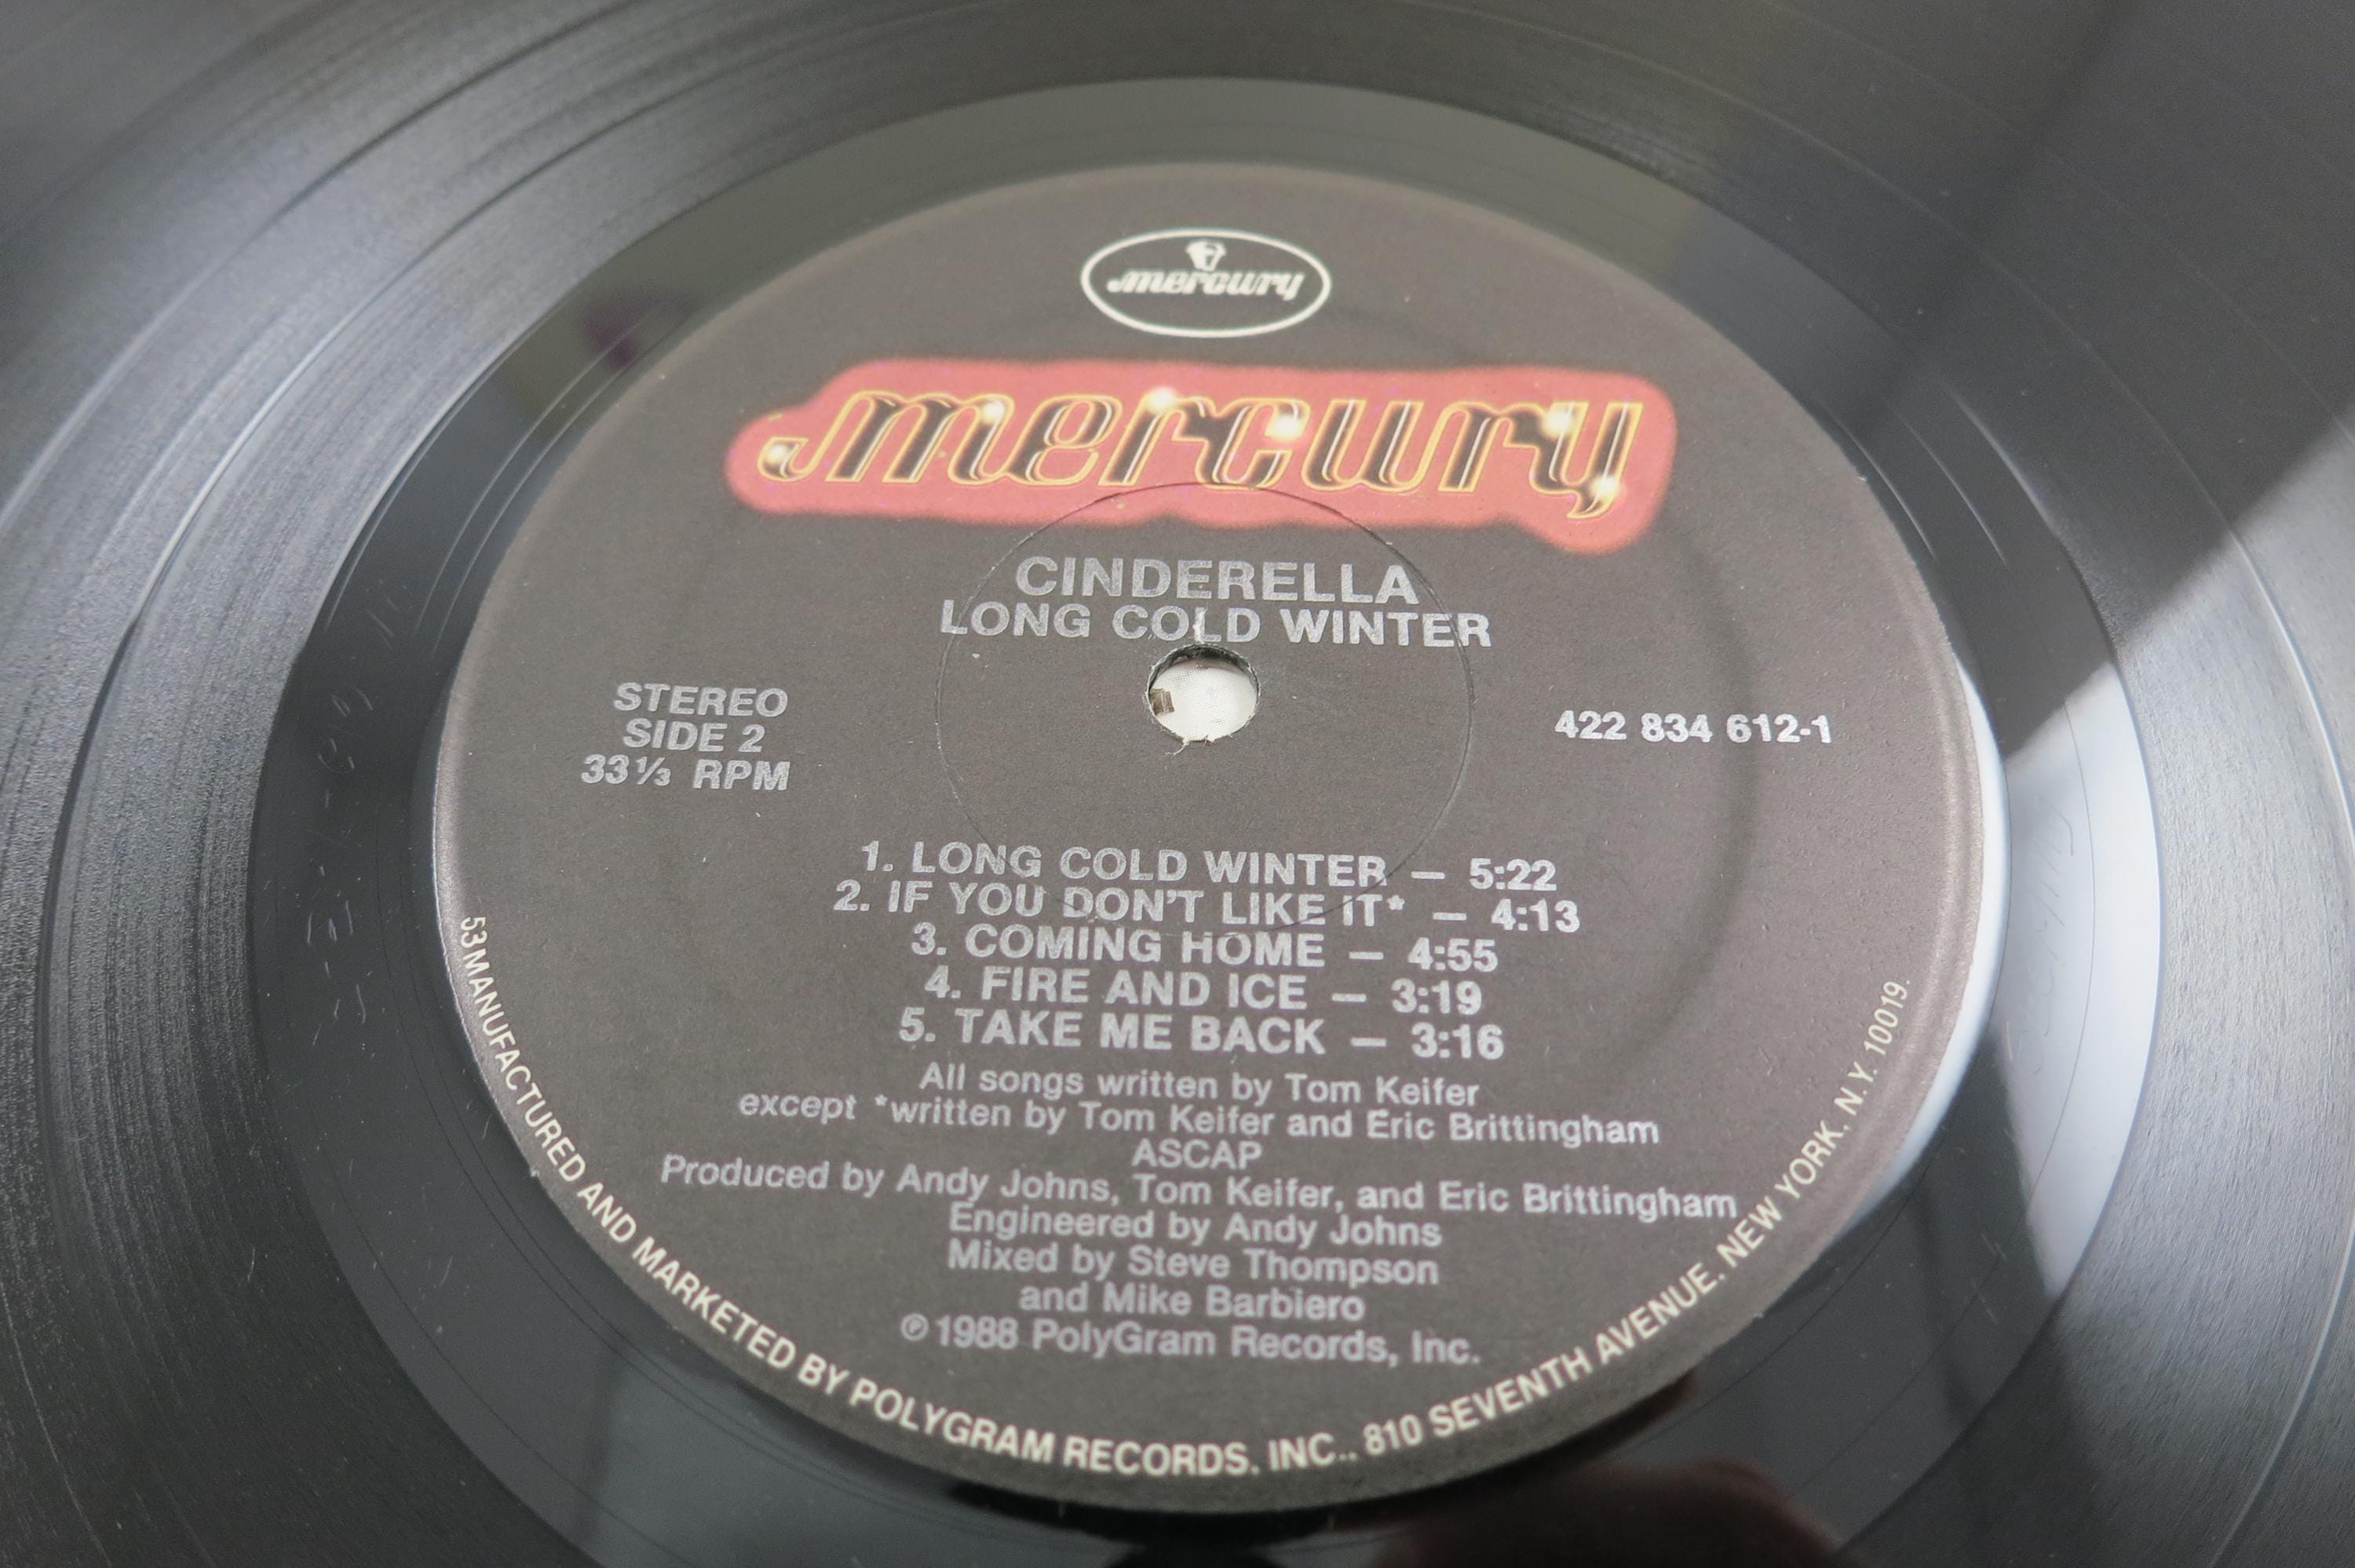 mercury
mercury
CINDERELLA
LONG COLD WINTER
STEREO
SIDE 2
33⅓ RPM
422 834 612-1
1. LONG COLD WINTER — 5:22
2. IF YOU DON'T LIKE IT* — 4:13
3. COMING HOME — 4:55
4. FIRE AND ICE — 3:19
5. TAKE ME BACK — 3:16
All songs written by Tom Keifer
except *written by Tom Keifer and Eric Brittingham
ASCAP
Produced by Andy Johns, Tom Keifer, and Eric Brittingham
Engineered by Andy Johns
Mixed by Steve Thompson
and Mike Barbiero
℗ 1988 PolyGram Records, Inc.
53 MANUFACTURED AND MARKETED BY POLYGRAM RECORDS, INC., 810 SEVENTH AVENUE, NEW YORK, N.Y. 10019.